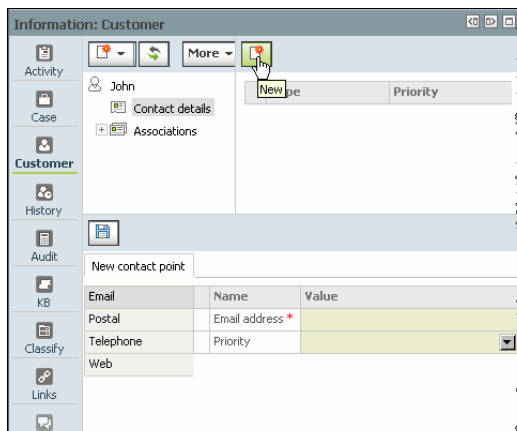 Information: Customer
More
Activity
Case
Customer
History
Audit
KB
Classify
Links
John
Contact details
Associations
New
Priority
New contact point
Email
Name
Value
Postal
Email address *
Telephone
Priority
Web